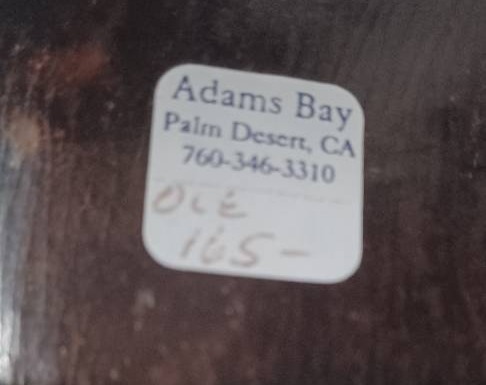 Adams Bay
Palm Desert, CA
760-346-3310
OLE
165-